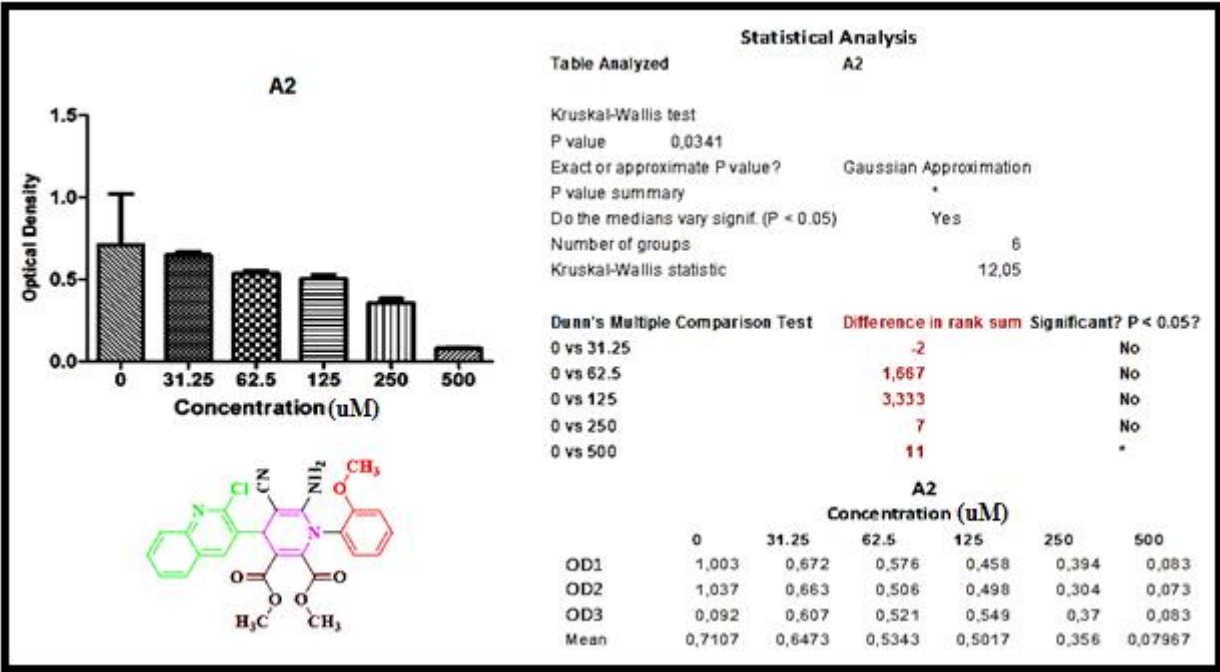 A2
1.5
1.0
0.5
0.0
Optical Density
0 31.25 62.5 125 250 500
Concentration (uM)
N
Cl
CN
NH2
O
CH3
N
O
O
O
O
H3C
CH3
Statistical Analysis
Table Analyzed A2
Kruskal-Wallis test
P value 0,0341
Exact or approximate P value? Gaussian Approximation
P value summary *
Do the medians vary signif. (P < 0.05) Yes
Number of groups 6
Kruskal-Wallis statistic 12,05
Dunn's Multiple Comparison Test Difference in rank sum Significant? P < 0.05?
0 vs 31.25 -2 No
0 vs 62.5 1,667 No
0 vs 125 3,333 No
0 vs 250 7 No
0 vs 500 11 *
A2
Concentration (uM)
0 31.25 62.5 125 250 500
OD1 1,003 0,672 0,576 0,458 0,394 0,083
OD2 1,037 0,663 0,506 0,498 0,304 0,073
OD3 0,092 0,607 0,521 0,549 0,37 0,083
Mean 0,7107 0,6473 0,5343 0,5017 0,356 0,07967